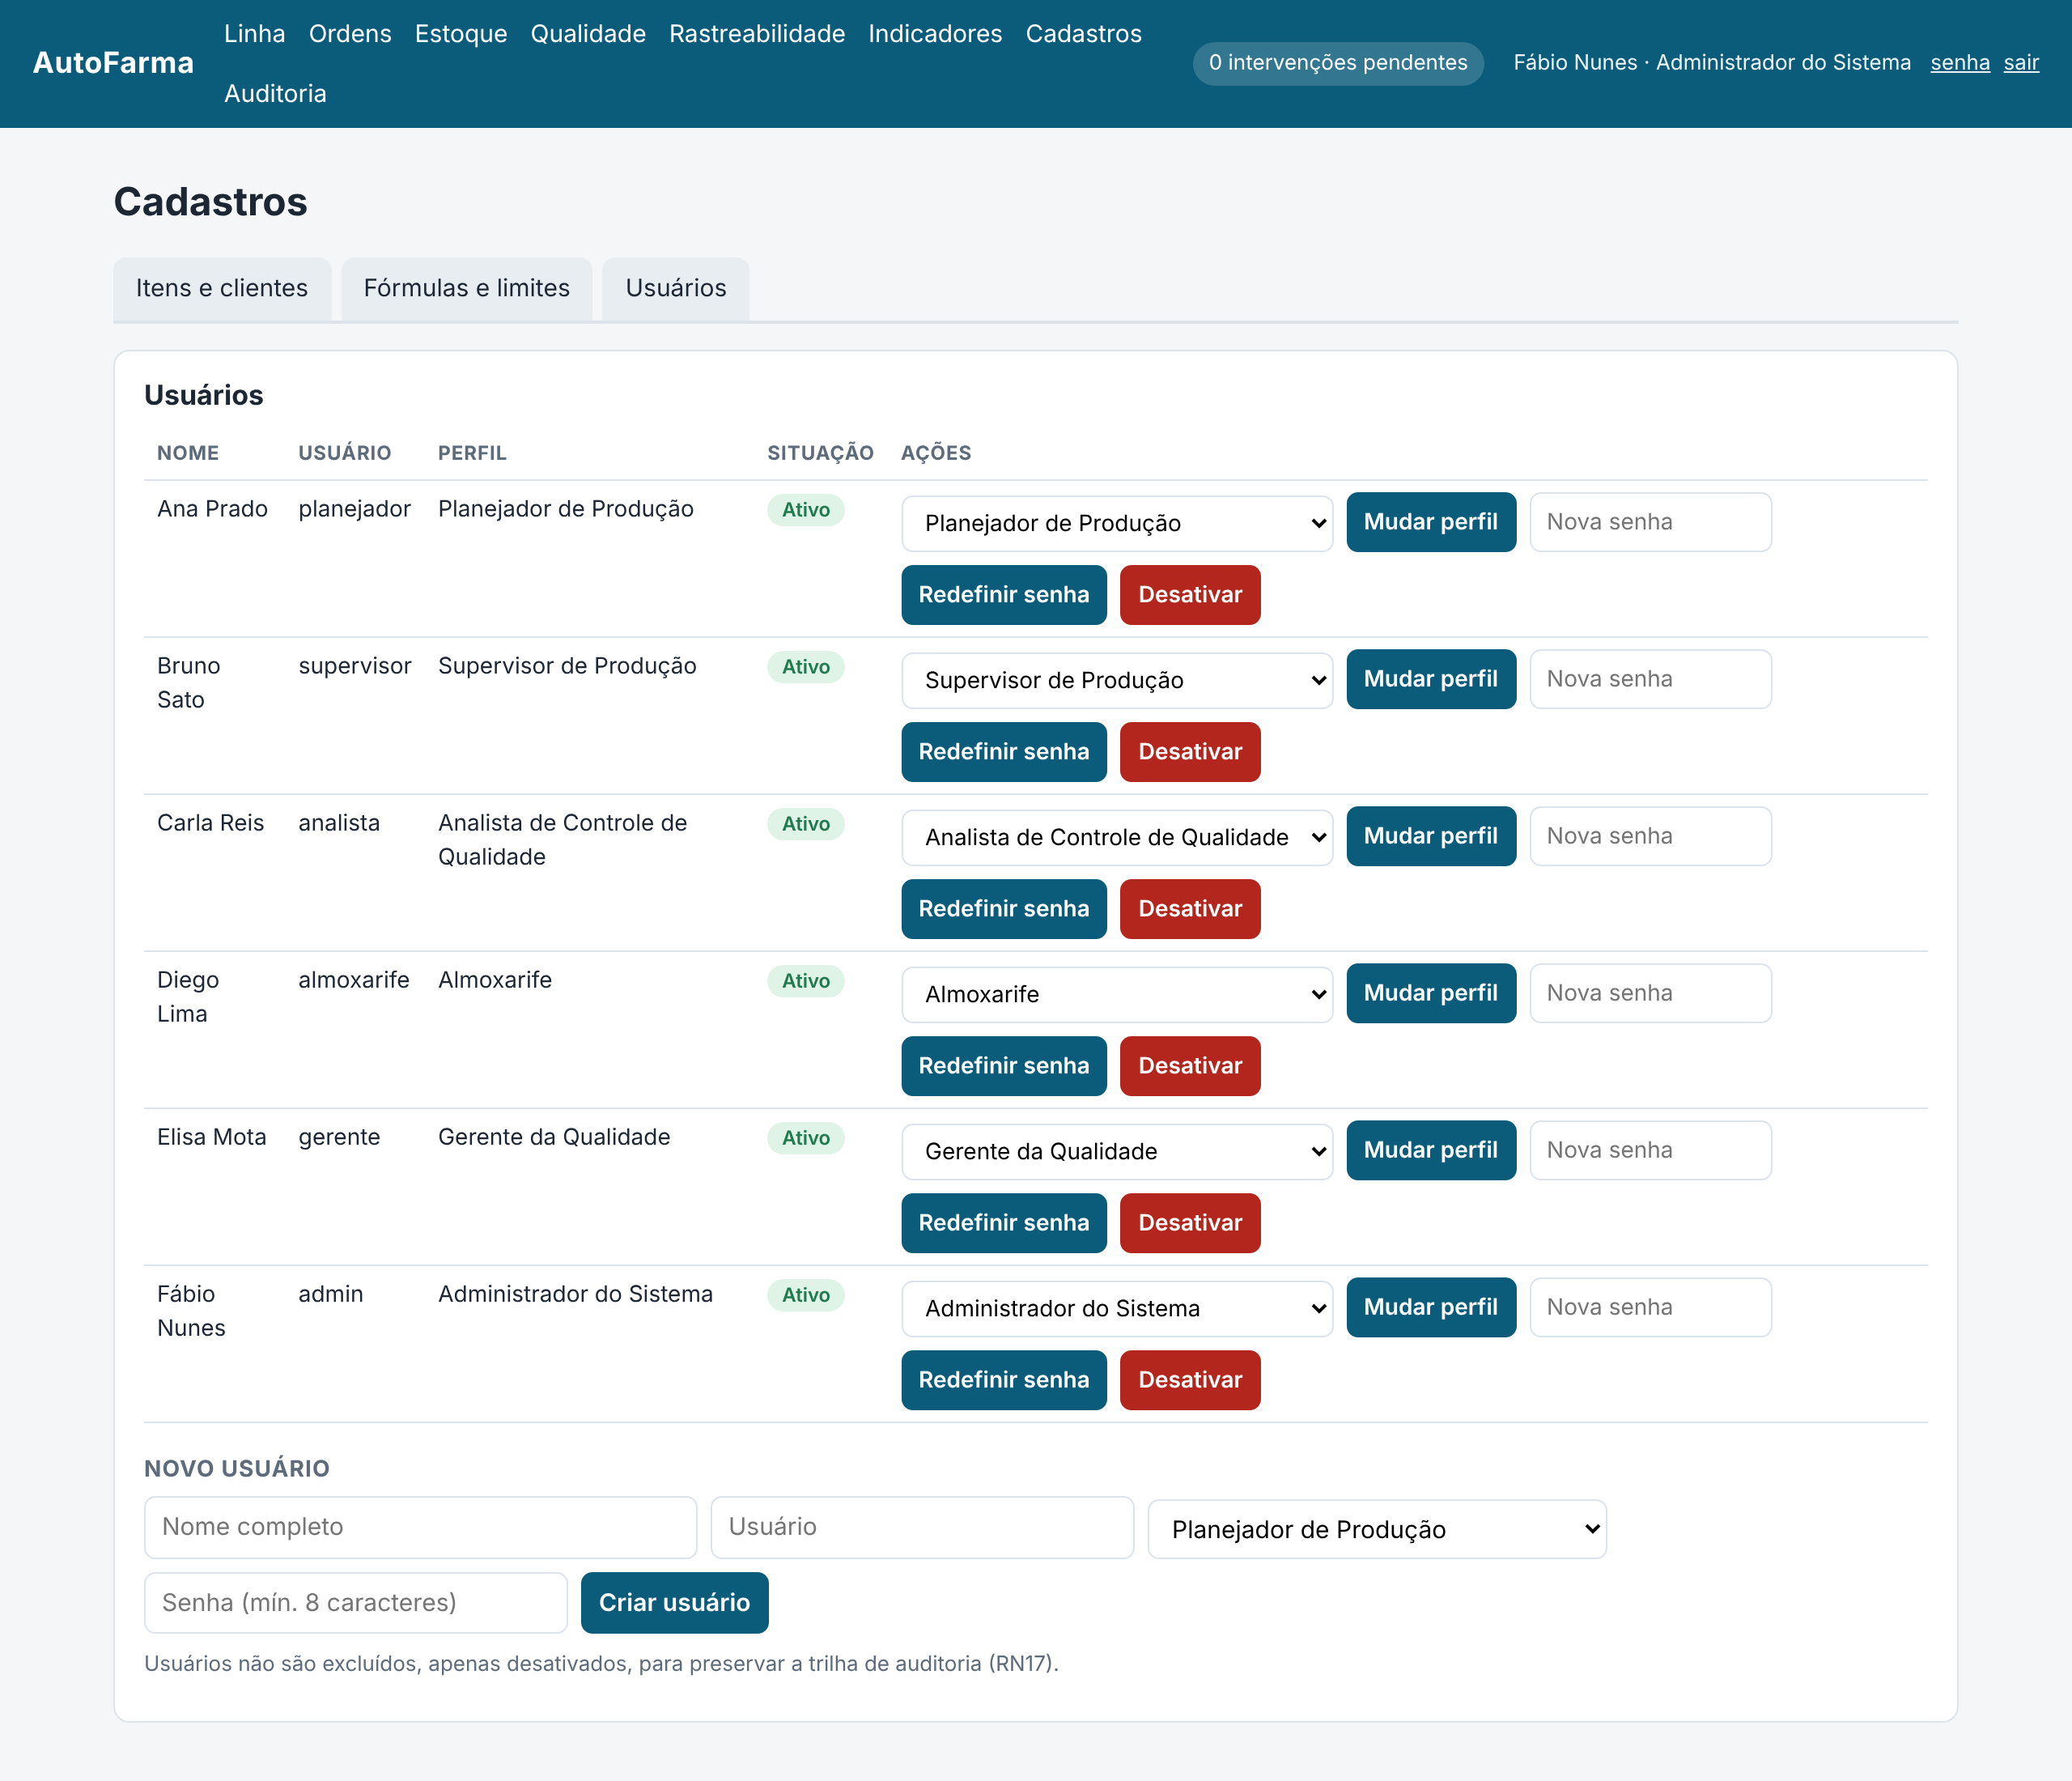 AutoFarma
Linha Ordens Estoque Qualidade Rastreabilidade Indicadores Cadastros
Auditoria
0 intervenções pendentes
Fábio Nunes · Administrador do Sistema senha sair
Cadastros
Itens e clientes Fórmulas e limites Usuários
Usuários
NOME USUÁRIO PERFIL SITUAÇÃO AÇÕES
Ana Prado planejador Planejador de Produção Ativo Planejador de Produção Mudar perfil Nova senha
Redefinir senha Desativar
Bruno supervisor Supervisor de Produção Ativo Supervisor de Produção Mudar perfil Nova senha
Sato
Redefinir senha Desativar
Carla Reis analista Analista de Controle de Ativo Analista de Controle de Qualidade Mudar perfil Nova senha
Qualidade
Redefinir senha Desativar
Diego almoxarife Almoxarife Ativo Almoxarife Mudar perfil Nova senha
Lima
Redefinir senha Desativar
Elisa Mota gerente Gerente da Qualidade Ativo Gerente da Qualidade Mudar perfil Nova senha
Redefinir senha Desativar
Fábio admin Administrador do Sistema Ativo Administrador do Sistema Mudar perfil Nova senha
Nunes
Redefinir senha Desativar
NOVO USUÁRIO
Nome completo Usuário Planejador de Produção
Senha (mín. 8 caracteres) Criar usuário
Usuários não são excluídos, apenas desativados, para preservar a trilha de auditoria (RN17).